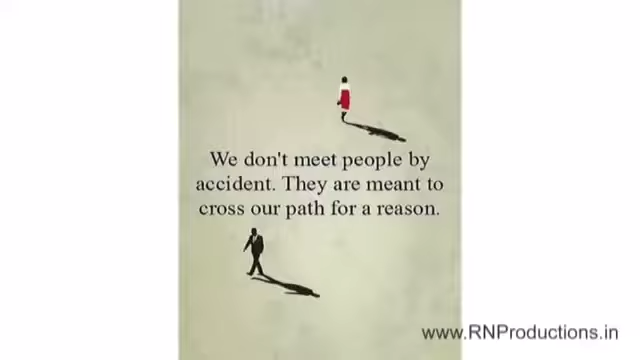 We don't meet people by
accident. They are meant to
cross our path for a reason.
www.RNProductions.in